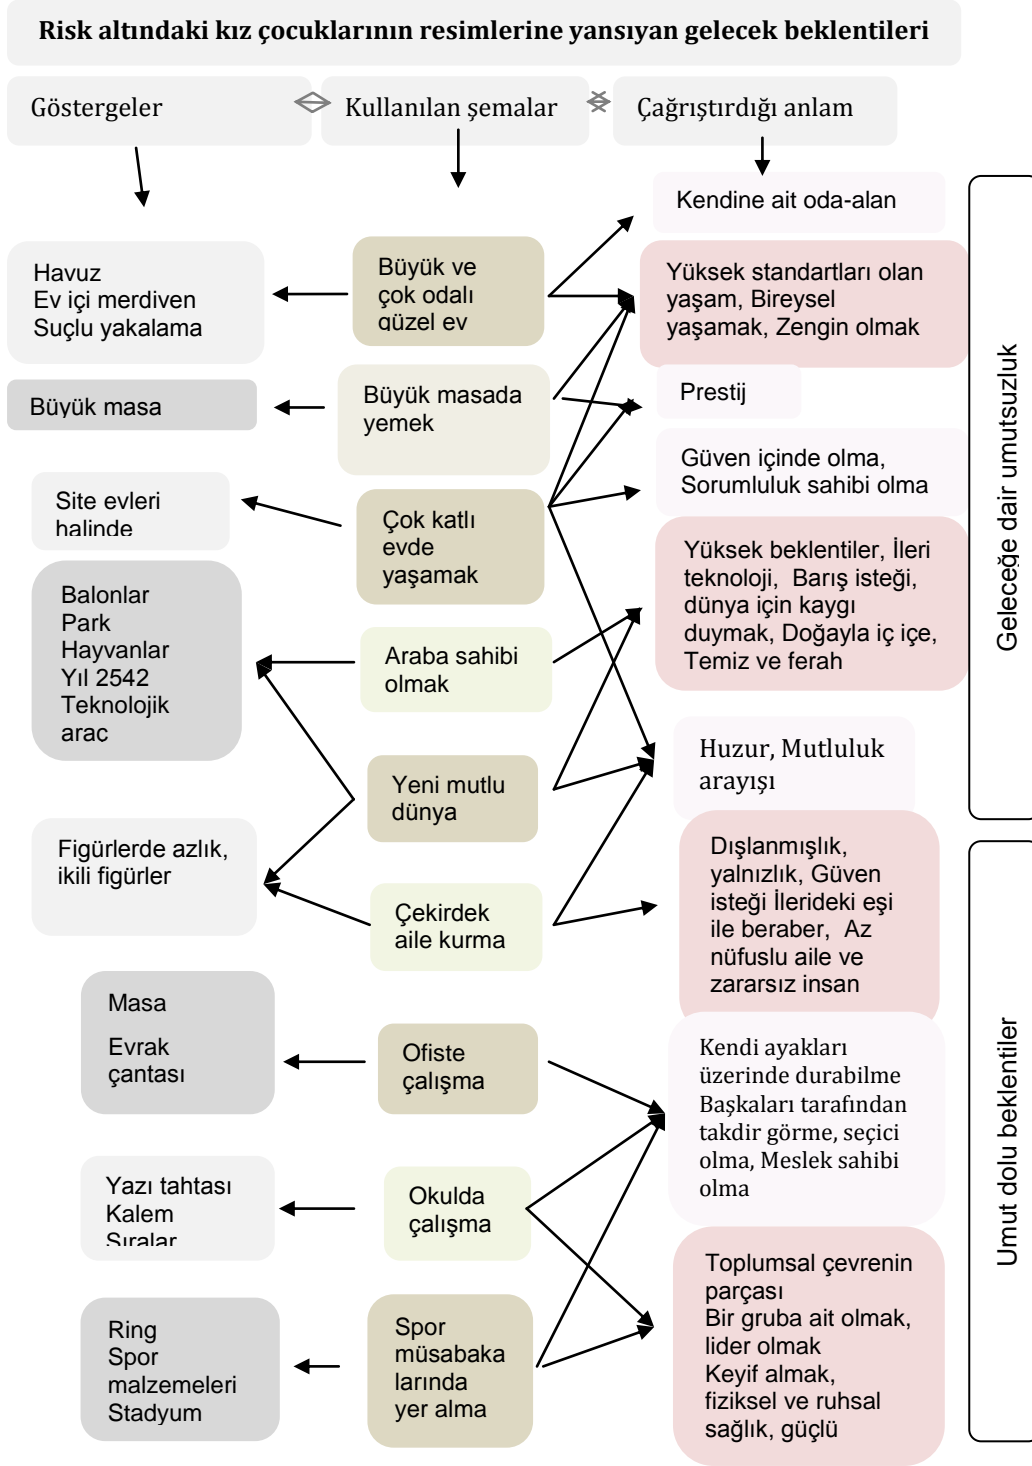 Risk altındaki kız çocuklarının resimlerine yansıyan gelecek beklentileri
Göstergeler
Kullanılan şemalar
Çağrıştırdığı anlam
Havuz
Ev içi merdiven
Suçlu yakalama
Büyük masa
Site evleri
halinde
Balonlar
Park
Hayvanlar
Yıl 2542
Teknolojik
araç
Figürlerde azlık,
ikili figürler
Masa
Evrak
çantası
Yazı tahtası
Kalem
Sıralar
Ring
Spor
malzemeleri
Stadyum
Büyük ve
çok odalı
güzel ev
Büyük masada
yemek
Çok katlı
evde
yaşamak
Araba sahibi
olmak
Yeni mutlu
dünya
Çekirdek
aile kurma
Ofiste
çalışma
Okulda
çalışma
Spor
müsabaka
larında
yer alma
Kendine ait oda-alan
Yüksek standartları olan
yaşam, Bireysel
yaşamak, Zengin olmak
Prestij
Güven içinde olma,
Sorumluluk sahibi olma
Yüksek beklentiler, İleri
teknoloji, Barış isteği,
dünya için kaygı
duymak, Doğayla iç içe,
Temiz ve ferah
Huzur, Mutluluk
arayışı
Dışlanmışlık,
yalnızlık, Güven
isteği İlerideki eşi
ile beraber, Az
nüfuslu aile ve
zararsız insan
Kendi ayakları
üzerinde durabilme
Başkaları tarafından
takdir görme, seçici
olma, Meslek sahibi
olma
Toplumsal çevrenin
parçası
Bir gruba ait olmak,
lider olmak
Keyif almak,
fiziksel ve ruhsal
sağlık, güçlü
Geleceğe dair umutsuzluk
Umut dolu beklentiler